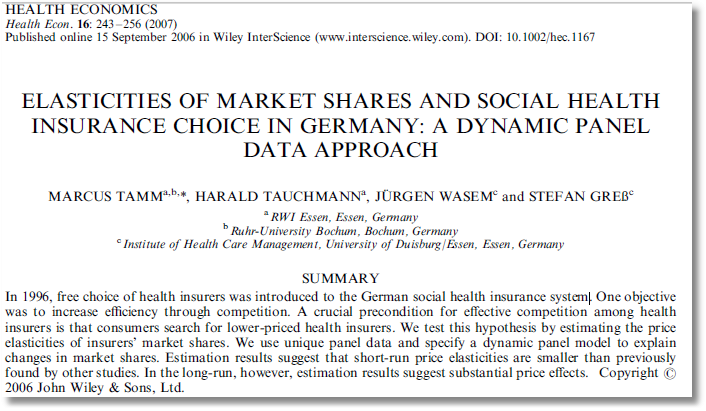 HEALTH ECONOMICS
Health Econ. 16: 243–256 (2007)
Published online 15 September 2006 in Wiley InterScience (www.interscience.wiley.com). DOI: 10.1002/hec.1167
ELASTICITIES OF MARKET SHARES AND SOCIAL HEALTH
INSURANCE CHOICE IN GERMANY: A DYNAMIC PANEL
DATA APPROACH
MARCUS TAMMa,b,*, HARALD TAUCHMANNa, JÜRGEN WASEMc and STEFAN GREßc
a RWI Essen, Essen, Germany
b Ruhr-University Bochum, Bochum, Germany
c Institute of Health Care Management, University of Duisburg/Essen, Essen, Germany
SUMMARY
In 1996, free choice of health insurers was introduced to the German social health insurance system. One objective
was to increase efficiency through competition. A crucial precondition for effective competition among health
insurers is that consumers search for lower-priced health insurers. We test this hypothesis by estimating the price
elasticities of insurers' market shares. We use unique panel data and specify a dynamic panel model to explain
changes in market shares. Estimation results suggest that short-run price elasticities are smaller than previously
found by other studies. In the long-run, however, estimation results suggest substantial price effects. Copyright ©
2006 John Wiley & Sons, Ltd.